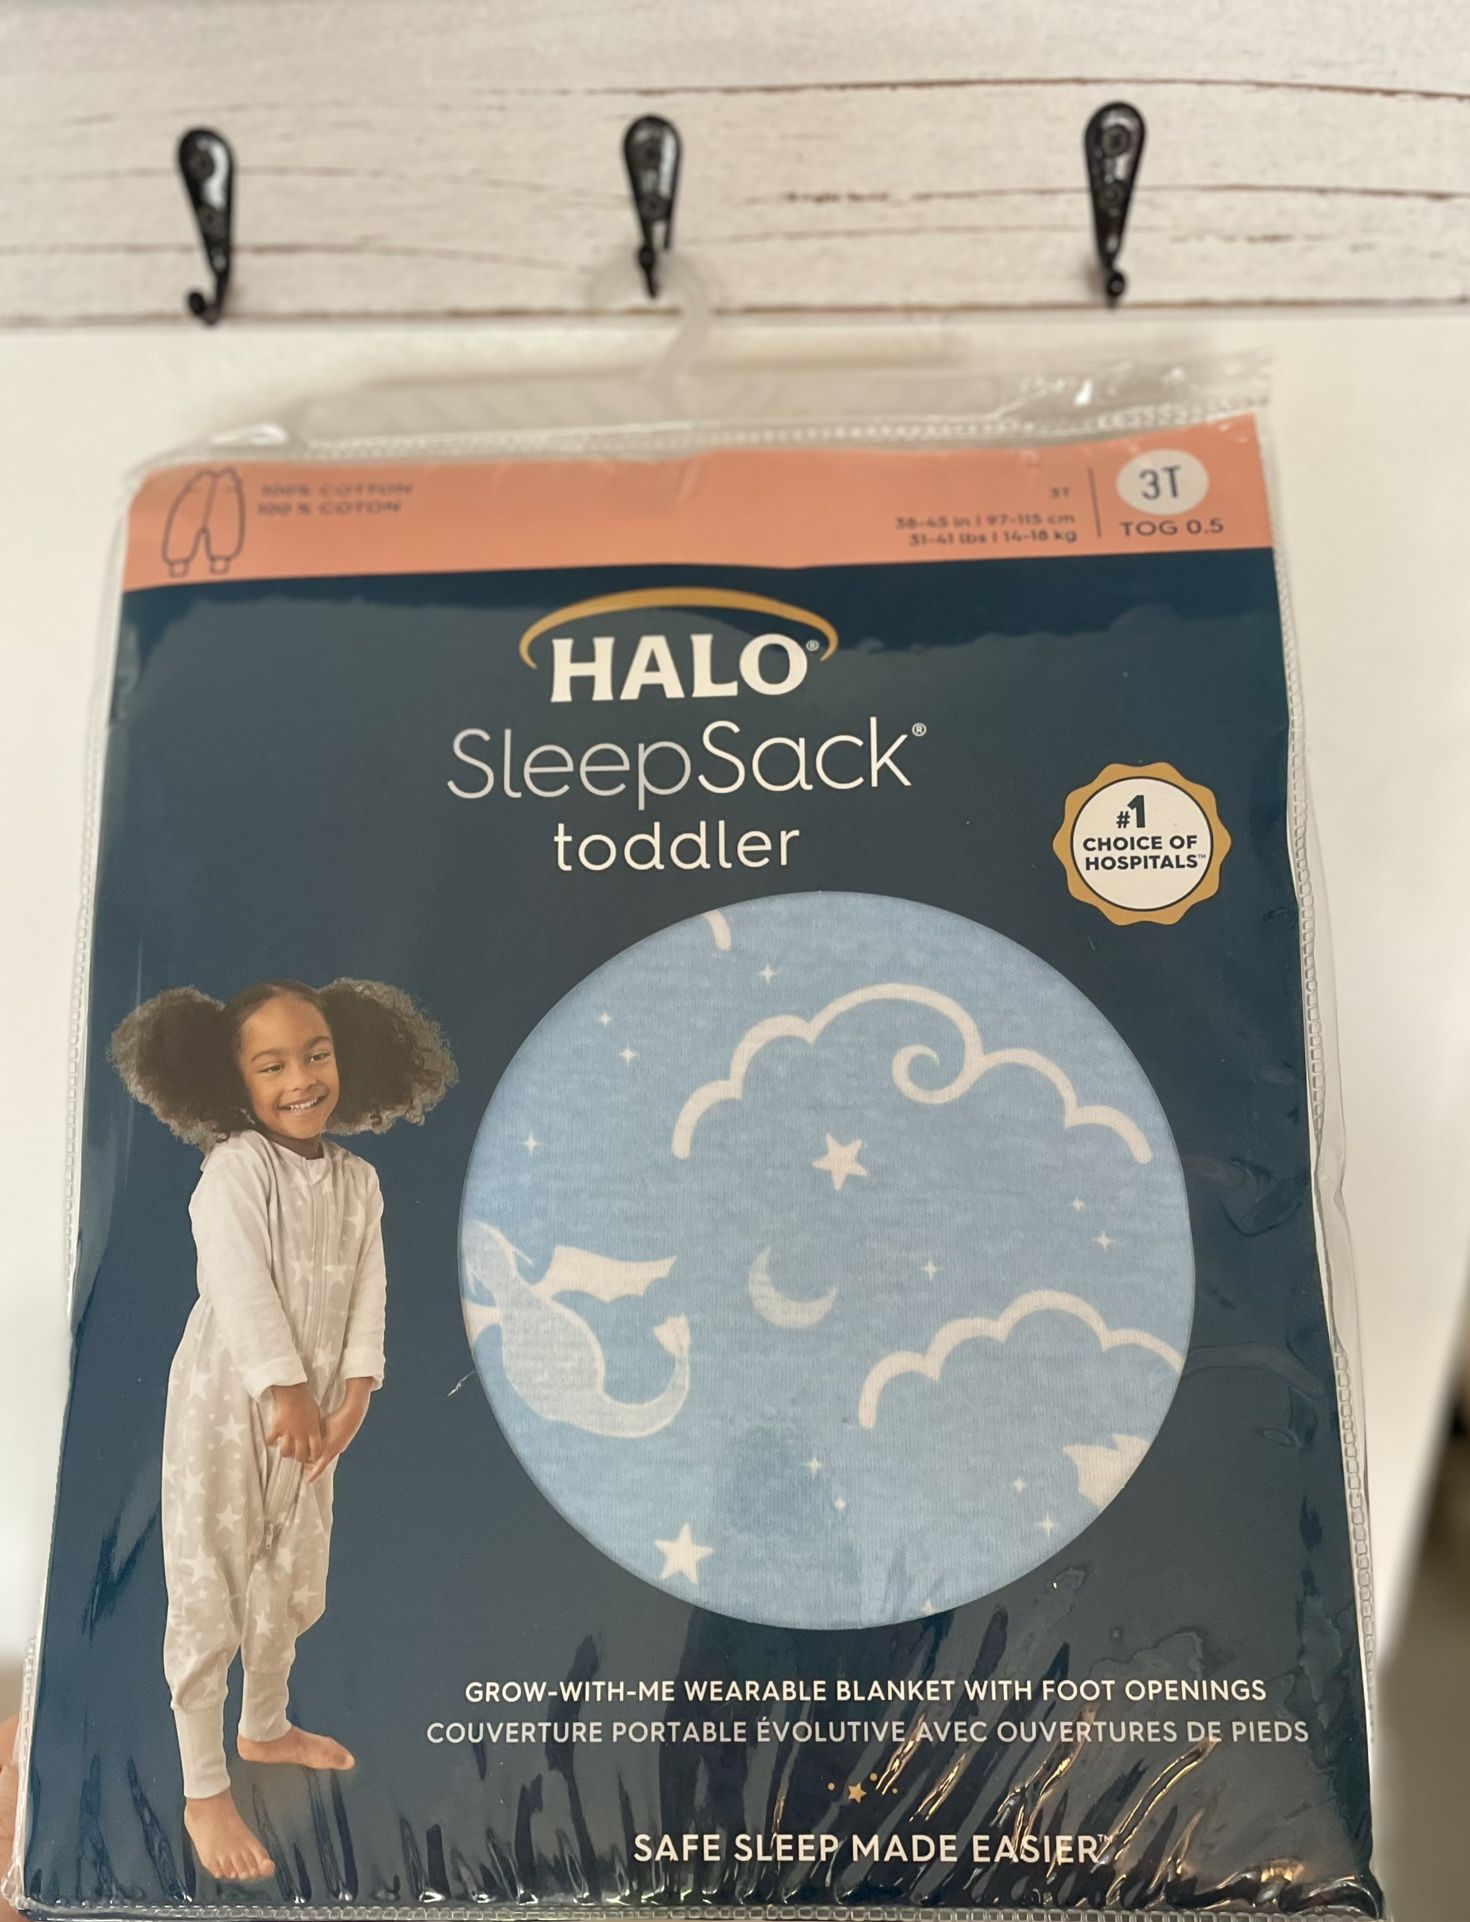 100% COTTON
100 % COTON
3T
38-45 in | 97-115 cm
31-41 lbs | 14-18 kg
3T
TOG 0.5
HALO®
SleepSack®
toddler
#1
CHOICE OF
HOSPITALS™
GROW-WITH-ME WEARABLE BLANKET WITH FOOT OPENINGS
COUVERTURE PORTABLE ÉVOLUTIVE AVEC OUVERTURES DE PIEDS
SAFE SLEEP MADE EASIER™